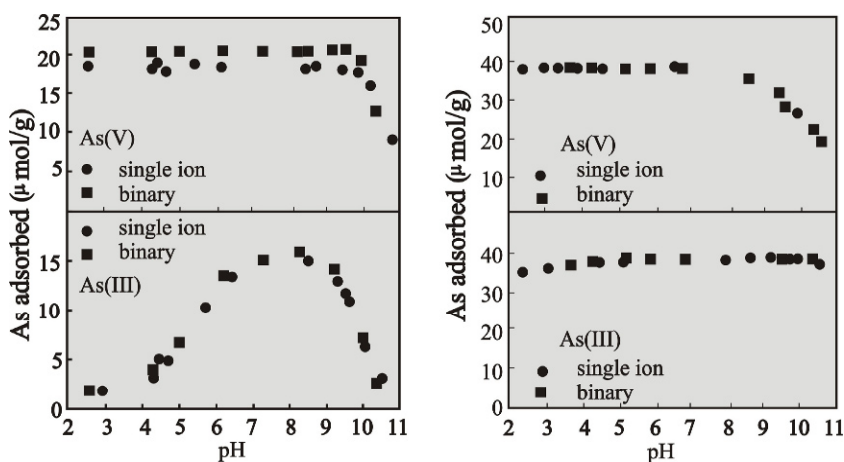 25
20
15
10
5
As(V)
single ion
binary
single ion
binary
As(III)
15
10
5
0
2 3 4 5 6 7 8 9 10 11
pH
As adsorbed (μ mol/g)
50
40
30
20
10
As(V)
single ion
binary
40
30
20
10
0
As(III)
single ion
binary
2 3 4 5 6 7 8 9 10 11
pH
As adsorbed (μ mol/g)